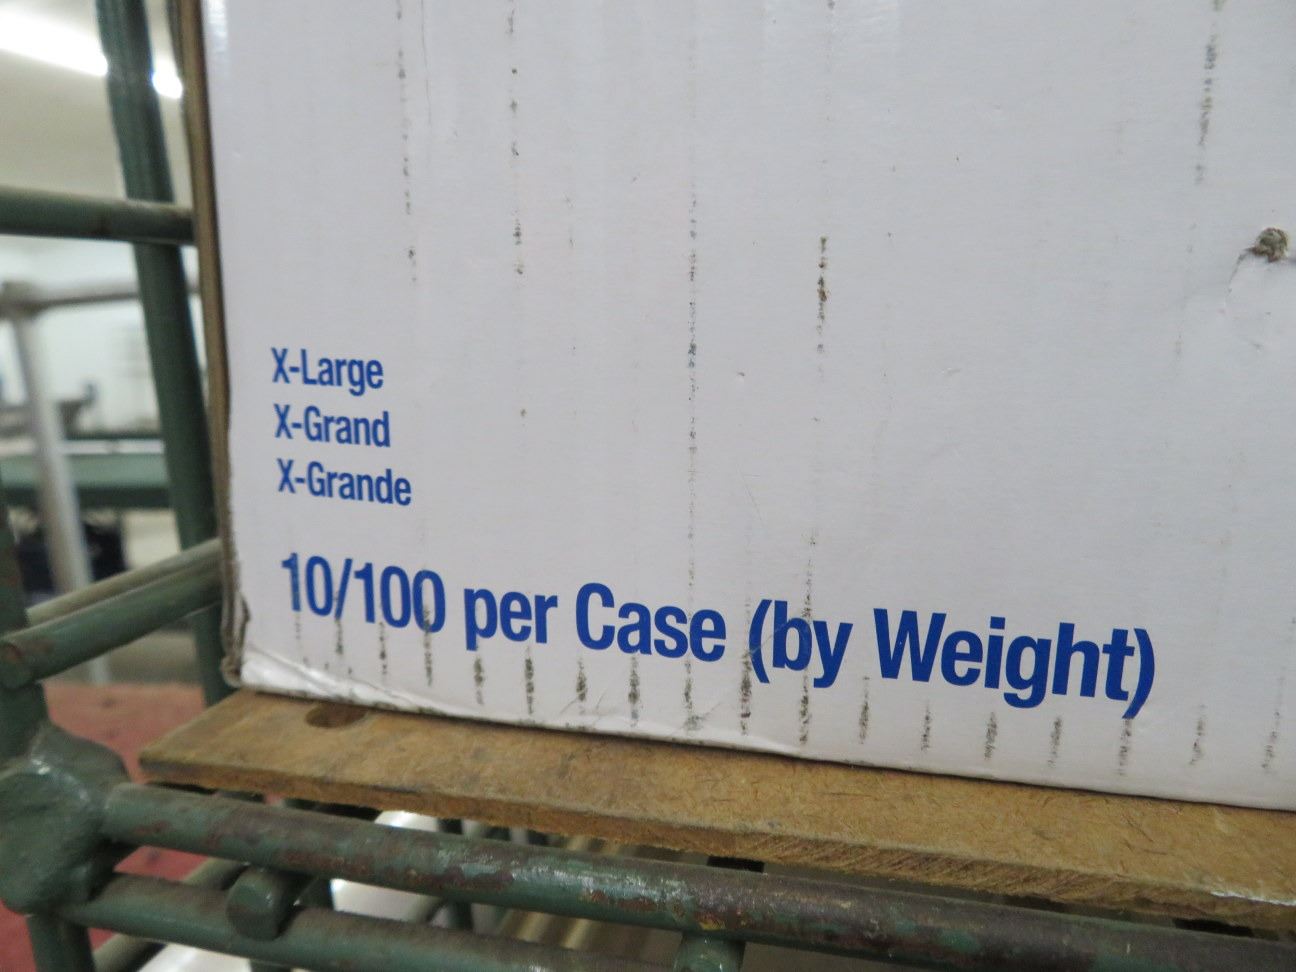 X-Large
X-Grand
X-Grande
10/100 per Case (by Weight)